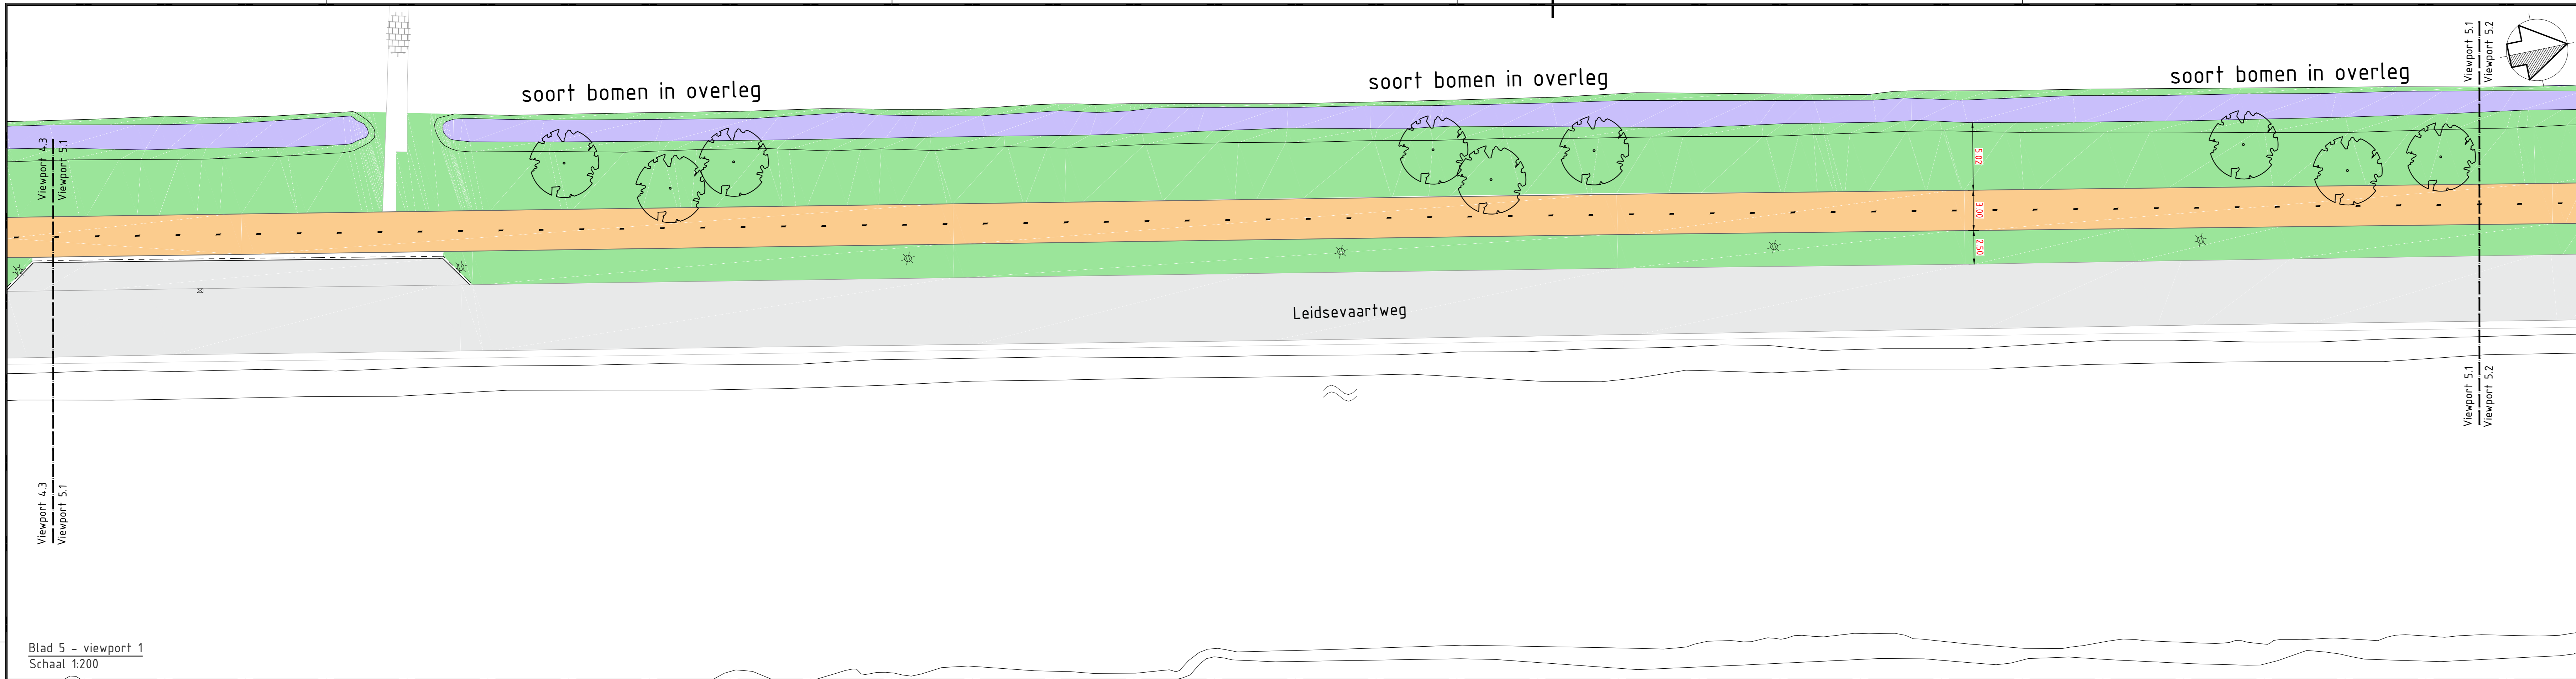 soort bomen in overleg
soort bomen in overleg
soort bomen in overleg
Viewport 5.1
Viewport 5.2
Viewport 4.3
Viewport 5.1
5.02
3.00
2.50
Leidsevaartweg
Viewport 5.1
Viewport 5.2
Viewport 4.3
Viewport 5.1
Blad 5 - viewport 1
Schaal 1:200